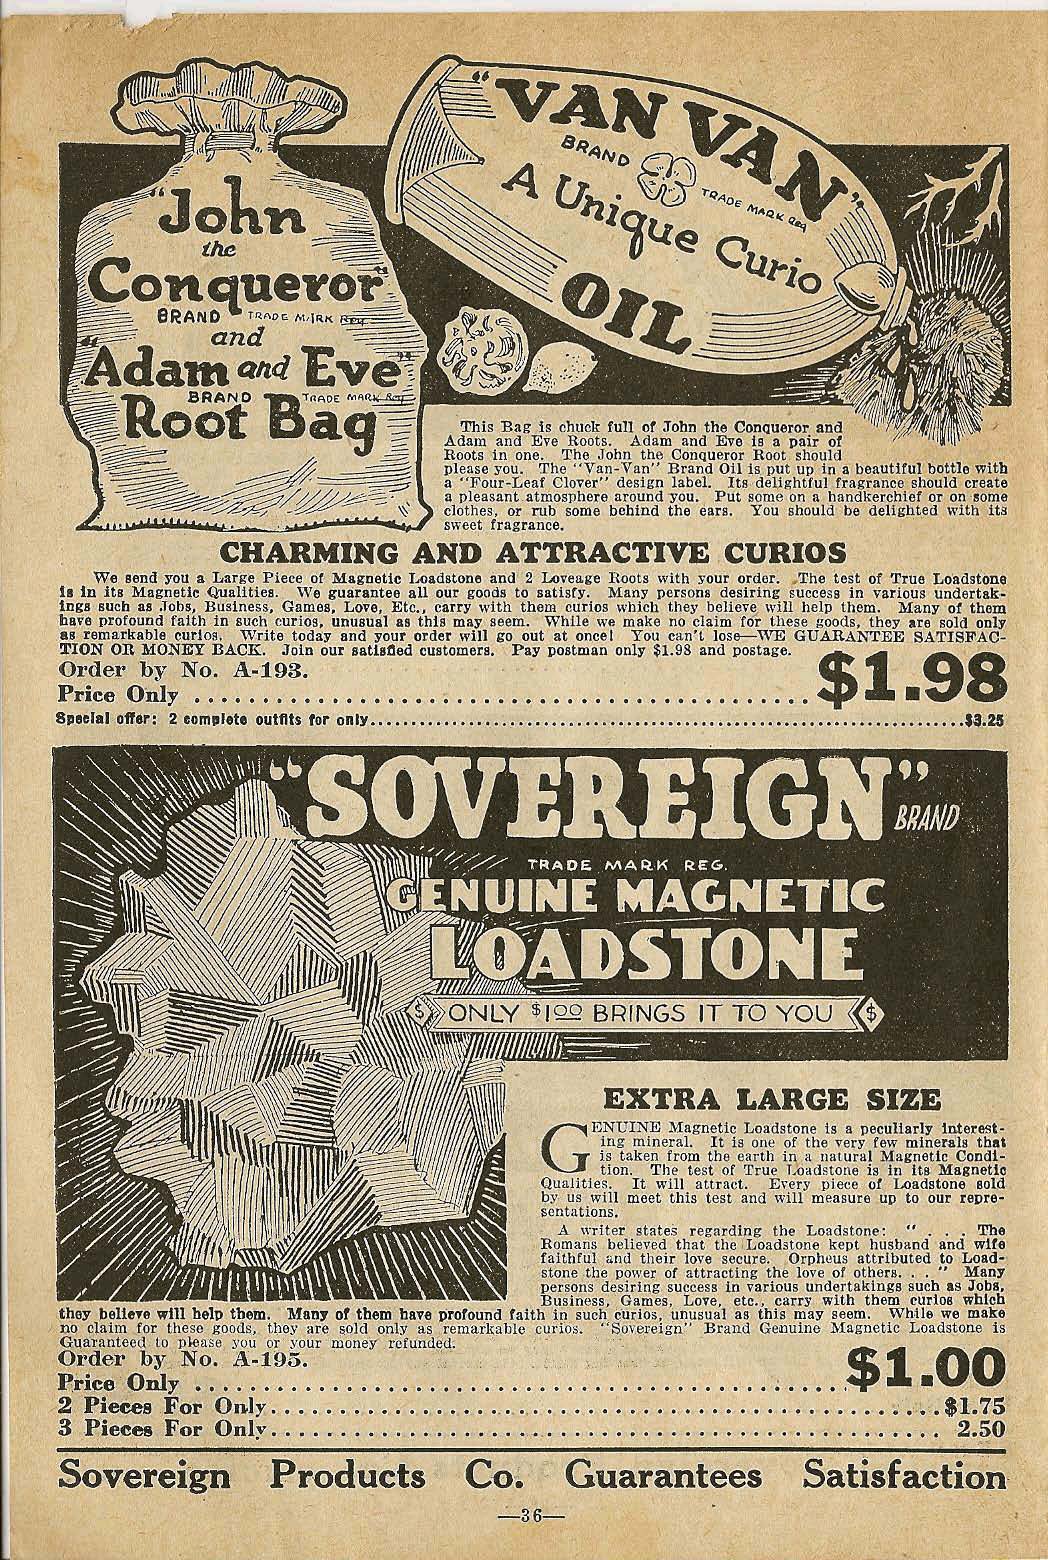 "John
the
Conqueror"
BRAND TRADE MARK REG.
and
"Adam and Eve"
BRAND TRADE MARK REG.
Root Bag
"VAN VAN"
BRAND TRADE MARK REG
A Unique Curio
OIL
This Bag is chuck full of John the Conqueror and
Adam and Eve Roots. Adam and Eve is a pair of
Roots in one. The John the Conqueror Root should
please you. The "Van-Van" Brand Oil is put up in a beautiful bottle with
a "Four-Leaf Clover" design label. Its delightful fragrance should create
a pleasant atmosphere around you. Put some on a handkerchief or on some
clothes, or rub some behind the ears. You should be delighted with its
sweet fragrance.
CHARMING AND ATTRACTIVE CURIOS
We send you a Large Piece of Magnetic Loadstone and 2 Loveage Roots with your order. The test of True Loadstone
is in its Magnetic Qualities. We guarantee all our goods to satisfy. Many persons desiring success in various undertak-
ings such as Jobs, Business, Games, Love, Etc., carry with them curios which they believe will help them. Many of them
have profound faith in such curios, unusual as this may seem. While we make no claim for these goods, they are sold only
as remarkable curios. Write today and your order will go out at once! You can't lose—WE GUARANTEE SATISFAC-
TION OR MONEY BACK. Join our satisfied customers. Pay postman only $1.98 and postage.
Order by No. A-193.
Price Only .......... $1.98
Special offer: 2 complete outfits for only..........$3.25
"SOVEREIGN" BRAND
TRADE MARK REG.
GENUINE MAGNETIC
LOADSTONE
$ ONLY $1.00 BRINGS IT TO YOU $
EXTRA LARGE SIZE
GENUINE Magnetic Loadstone is a peculiarly interest-
ing mineral. It is one of the very few minerals that
is taken from the earth in a natural Magnetic Condi-
tion. The test of True Loadstone is in its Magnetic
Qualities. It will attract. Every piece of Loadstone sold
by us will meet this test and will measure up to our repre-
sentations.
A writer states regarding the Loadstone: " . . . The
Romans believed that the Loadstone kept husband and wife
faithful and their love secure. Orpheus attributed to Load-
stone the power of attracting the love of others. . ." Many
persons desiring success in various undertakings such as Jobs,
Business, Games, Love, etc., carry with them curios which
they believe will help them. Many of them have profound faith in such curios, unusual as this may seem. While we make
no claim for these goods, they are sold only as remarkable curios. "Sovereign" Brand Genuine Magnetic Loadstone is
Guaranteed to please you or your money refunded.
Order by No. A-195.
Price Only .......... $1.00
2 Pieces For Only..........$1.75
3 Pieces For Only.......... 2.50
Sovereign Products Co. Guarantees Satisfaction
—36—